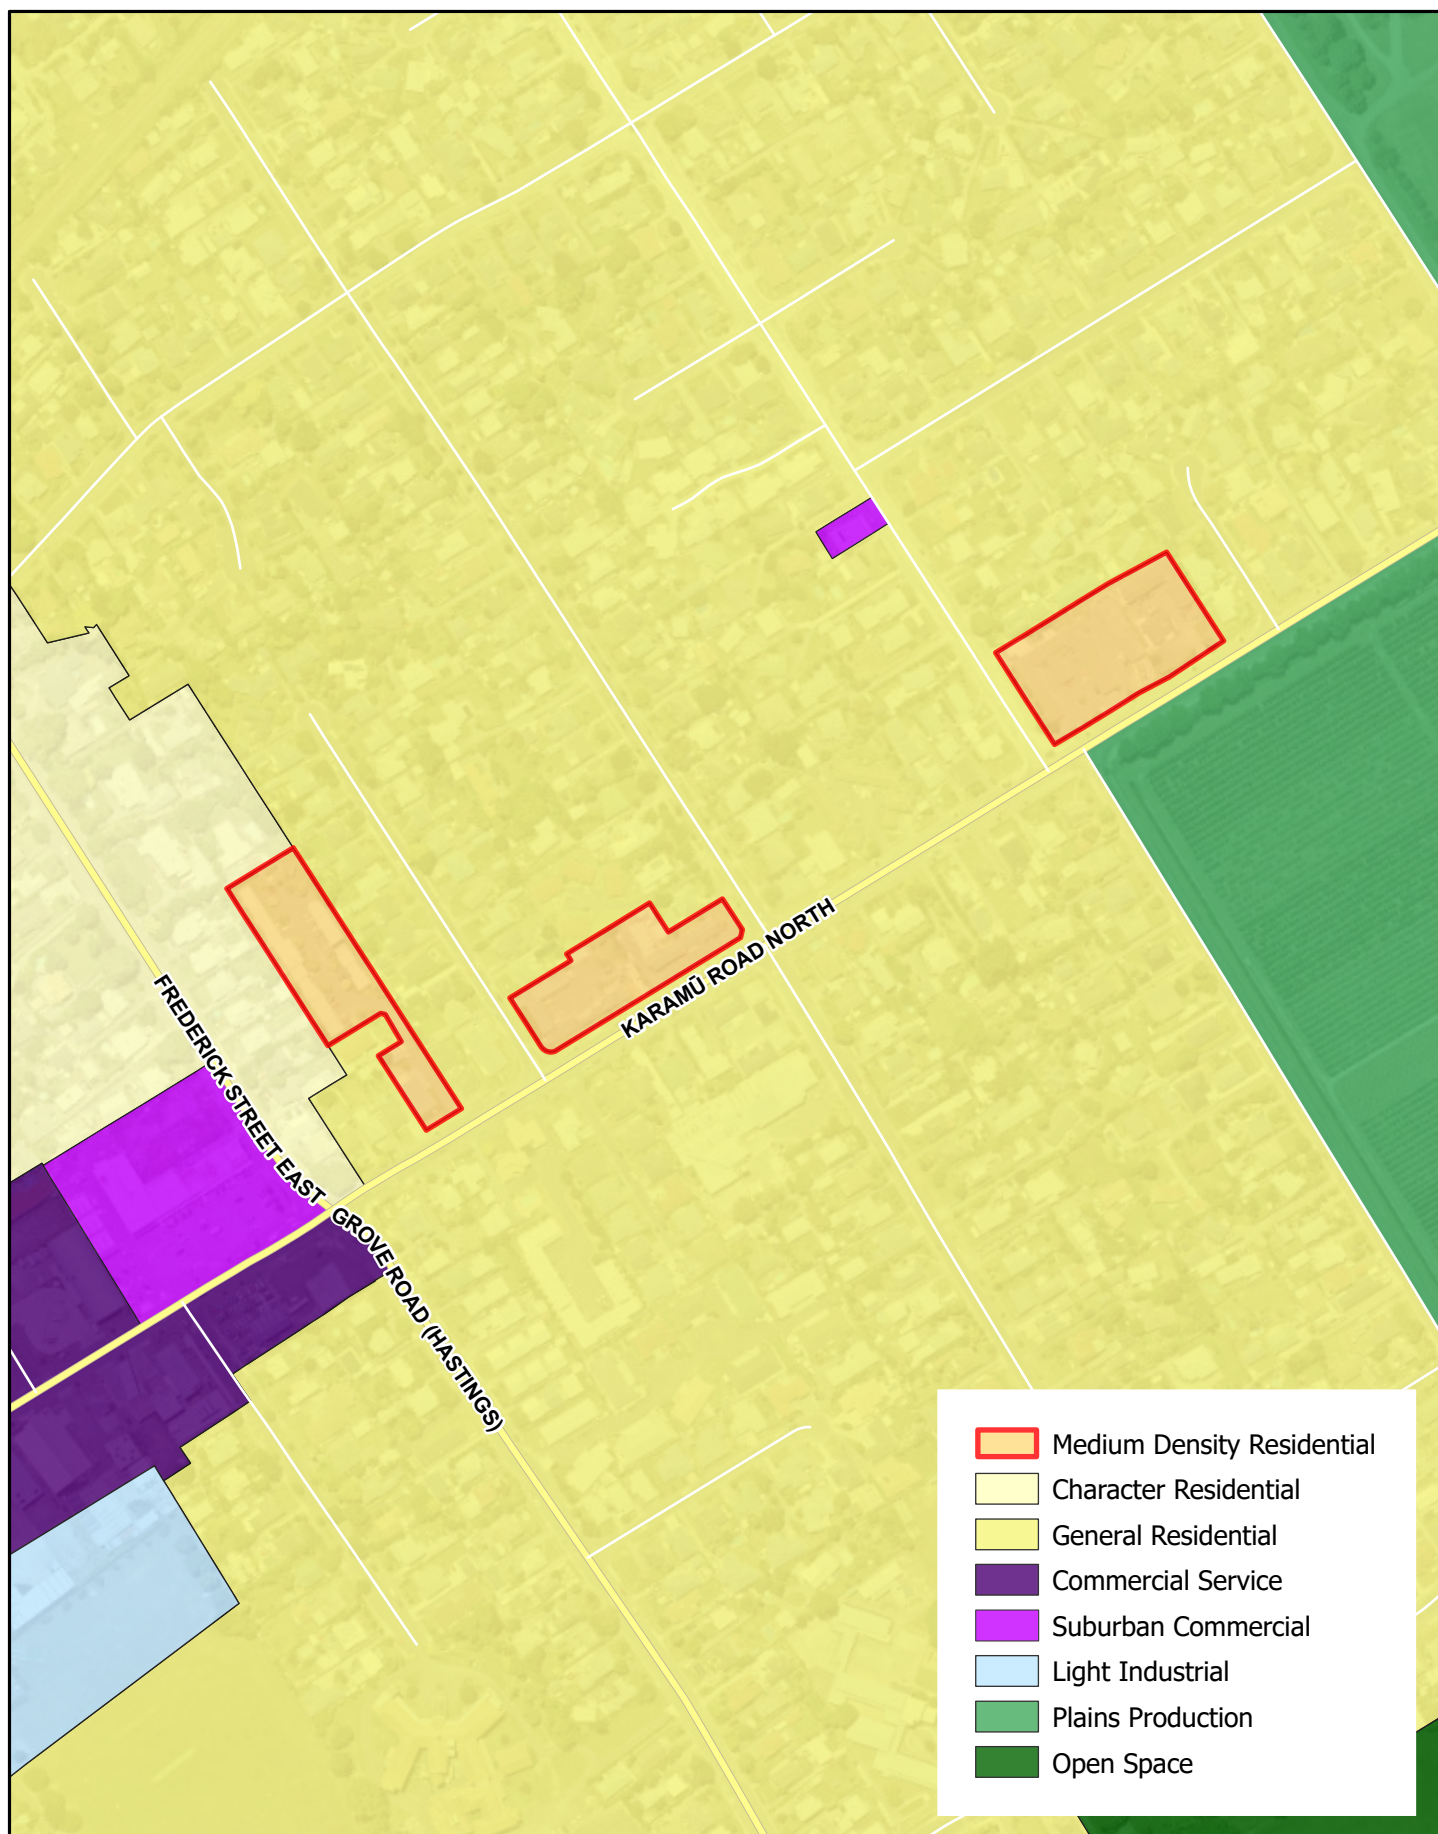 KARAMŪ ROAD NORTH
FREDERICK STREET EAST
GROVE ROAD (HASTINGS)
Medium Density Residential
Character Residential
General Residential
Commercial Service
Suburban Commercial
Light Industrial
Plains Production
Open Space